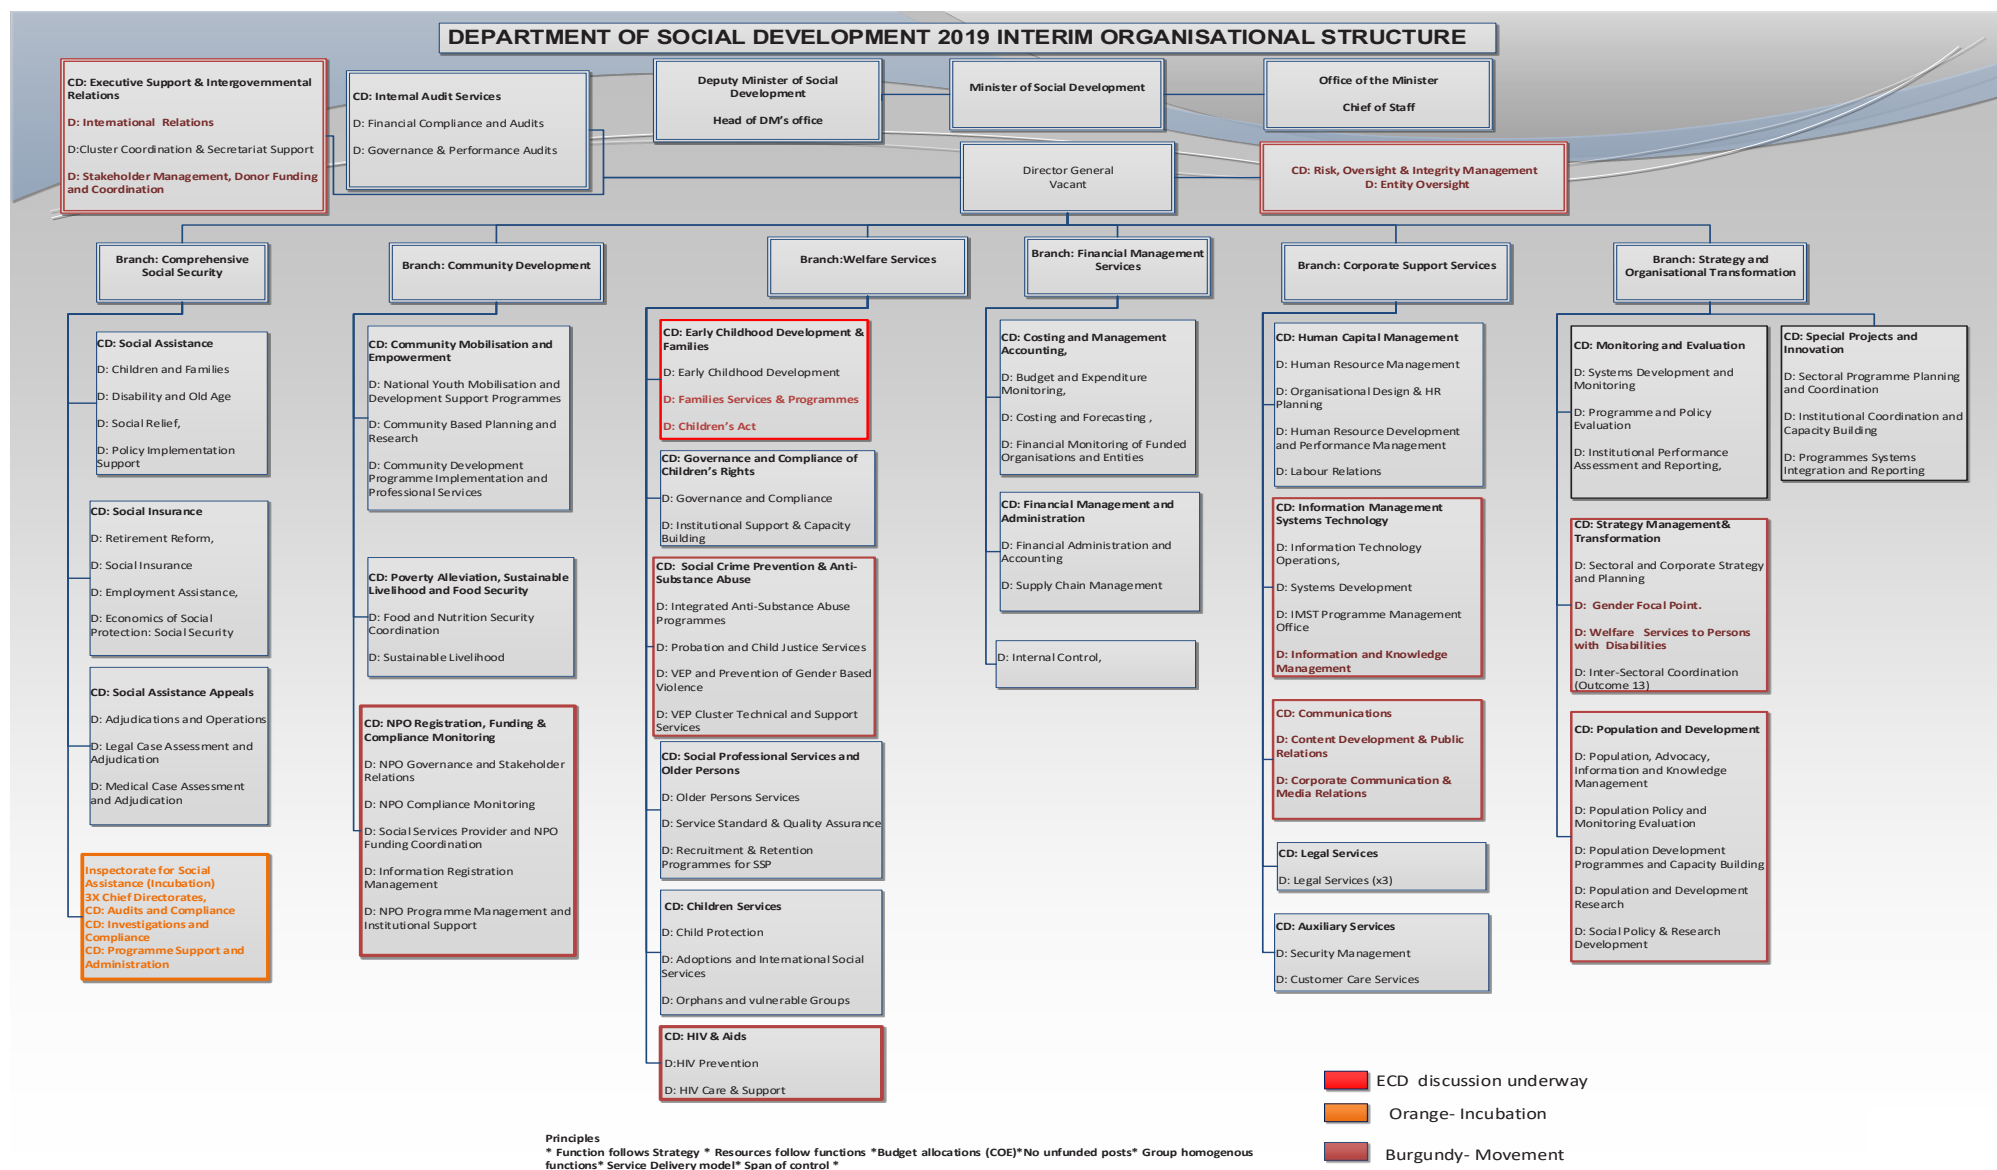 DEPARTMENT OF SOCIAL DEVELOPMENT 2019 INTERIM ORGANISATIONAL STRUCTURE
CD: Executive Support & Intergovernmental
Relations
D: International Relations
D:Cluster Coordination & Secretariat Support
D: Stakeholder Management, Donor Funding
and Coordination
CD: Internal Audit Services
D: Financial Compliance and Audits
D: Governance & Performance Audits
Deputy Minister of Social
Development
Head of DM's office
Minister of Social Development
Office of the Minister
Chief of Staff
Director General
Vacant
CD: Risk, Oversight & Integrity Management
D: Entity Oversight
Branch: Comprehensive
Social Security
CD: Social Assistance
D: Children and Families
D: Disability and Old Age
D: Social Relief,
D: Policy Implementation
Support
CD: Social Insurance
D: Retirement Reform,
D: Social Insurance
D: Employment Assistance,
D: Economics of Social
Protection: Social Security
CD: Social Assistance Appeals
D: Adjudications and Operations
D: Legal Case Assessment and
Adjudication
D: Medical Case Assessment
and Adjudication
Inspectorate for Social
Assistance (Incubation)
3X Chief Directorates,
CD: Audits and Compliance
CD: Investigations and
Compliance
CD: Programme Support and
Administration
Branch: Community Development
CD: Community Mobilisation and
Empowerment
D: National Youth Mobilisation and
Development Support Programmes
D: Community Based Planning and
Research
D: Community Development
Programme Implementation and
Professional Services
CD: Poverty Alleviation, Sustainable
Livelihood and Food Security
D: Food and Nutrition Security
Coordination
D: Sustainable Livelihood
CD: NPO Registration, Funding &
Compliance Monitoring
D: NPO Governance and Stakeholder
Relations
D: NPO Compliance Monitoring
D: Social Services Provider and NPO
Funding Coordination
D: Information Registration
Management
D: NPO Programme Management and
Institutional Support
Branch:Welfare Services
CD: Early Childhood Development &
Families
D: Early Childhood Development
D: Families Services & Programmes
D: Children's Act
CD: Governance and Compliance of
Children's Rights
D: Governance and Compliance
D: Institutional Support & Capacity
Building
CD: Social Crime Prevention & Anti-
Substance Abuse
D: Integrated Anti-Substance Abuse
Programmes
D: Probation and Child Justice Services
D: VEP and Prevention of Gender Based
Violence
D: VEP Cluster Technical and Support
Services
CD: Social Professional Services and
Older Persons
D: Older Persons Services
D: Service Standard & Quality Assurance
D: Recruitment & Retention
Programmes for SSP
CD: Children Services
D: Child Protection
D: Adoptions and International Social
Services
D: Orphans and vulnerable Groups
CD: HIV & Aids
D:HIV Prevention
D: HIV Care & Support
Branch: Financial Management
Services
CD: Costing and Management
Accounting,
D: Budget and Expenditure
Monitoring,
D: Costing and Forecasting ,
D: Financial Monitoring of Funded
Organisations and Entities
CD: Financial Management and
Administration
D: Financial Administration and
Accounting
D: Supply Chain Management
D: Internal Control,
Branch: Corporate Support Services
CD: Human Capital Management
D: Human Resource Management
D: Organisational Design & HR
Planning
D: Human Resource Development
and Performance Management
D: Labour Relations
CD: Information Management
Systems Technology
D: Information Technology
Operations,
D: Systems Development
D: IMST Programme Management
Office
D: Information and Knowledge
Management
CD: Communications
D: Content Development & Public
Relations
D: Corporate Communication &
Media Relations
CD: Legal Services
D: Legal Services (x3)
CD: Auxiliary Services
D: Security Management
D: Customer Care Services
Branch: Strategy and
Organisational Transformation
CD: Monitoring and Evaluation
D: Systems Development and
Monitoring
D: Programme and Policy
Evaluation
D: Institutional Performance
Assessment and Reporting,
CD: Strategy Management&
Transformation
D: Sectoral and Corporate Strategy
and Planning
D: Gender Focal Point.
D: Welfare Services to Persons
with Disabilities
D: Inter-Sectoral Coordination
(Outcome 13)
CD: Population and Development
D: Population, Advocacy,
Information and Knowledge
Management
D: Population Policy and
Monitoring Evaluation
D: Population Development
Programmes and Capacity Building
D: Population and Development
Research
D: Social Policy & Research
Development
CD: Special Projects and
Innovation
D: Sectoral Programme Planning
and Coordination
D: Institutional Coordination and
Capacity Building
D: Programmes Systems
Integration and Reporting
ECD discussion underway
Orange- Incubation
Burgundy- Movement
Principles
* Function follows Strategy * Resources follow functions *Budget allocations (COE)*No unfunded posts* Group homogenous
functions* Service Delivery model* Span of control *